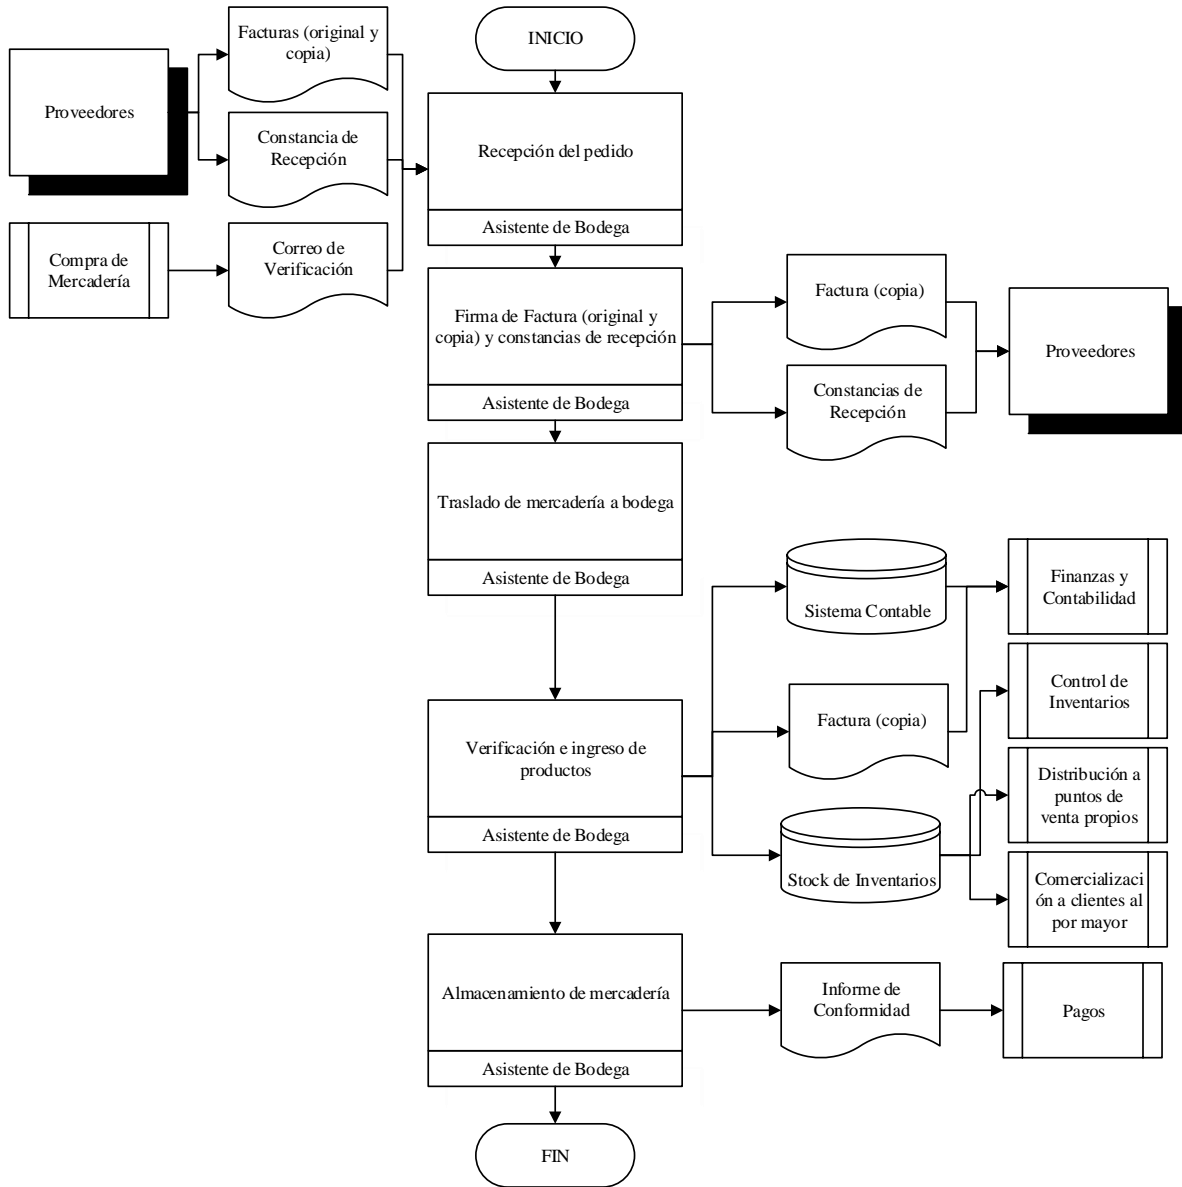 Facturas (original y
copia)
INICIO
Proveedores
Constancia de
Recepción
Recepción del pedido
Asistente de Bodega
Compra de
Mercadería
Correo de
Verificación
Firma de Factura (original y
copia) y constancias de recepción
Asistente de Bodega
Factura (copia)
Constancias de
Recepción
Proveedores
Traslado de mercadería a bodega
Asistente de Bodega
Sistema Contable
Finanzas y
Contabilidad
Control de
Inventarios
Verificación e ingreso de
productos
Asistente de Bodega
Factura (copia)
Distribución a
puntos de
venta propios
Stock de Inventarios
Comercializaci
ón a clientes al
por mayor
Almacenamiento de mercadería
Asistente de Bodega
Informe de
Conformidad
Pagos
FIN